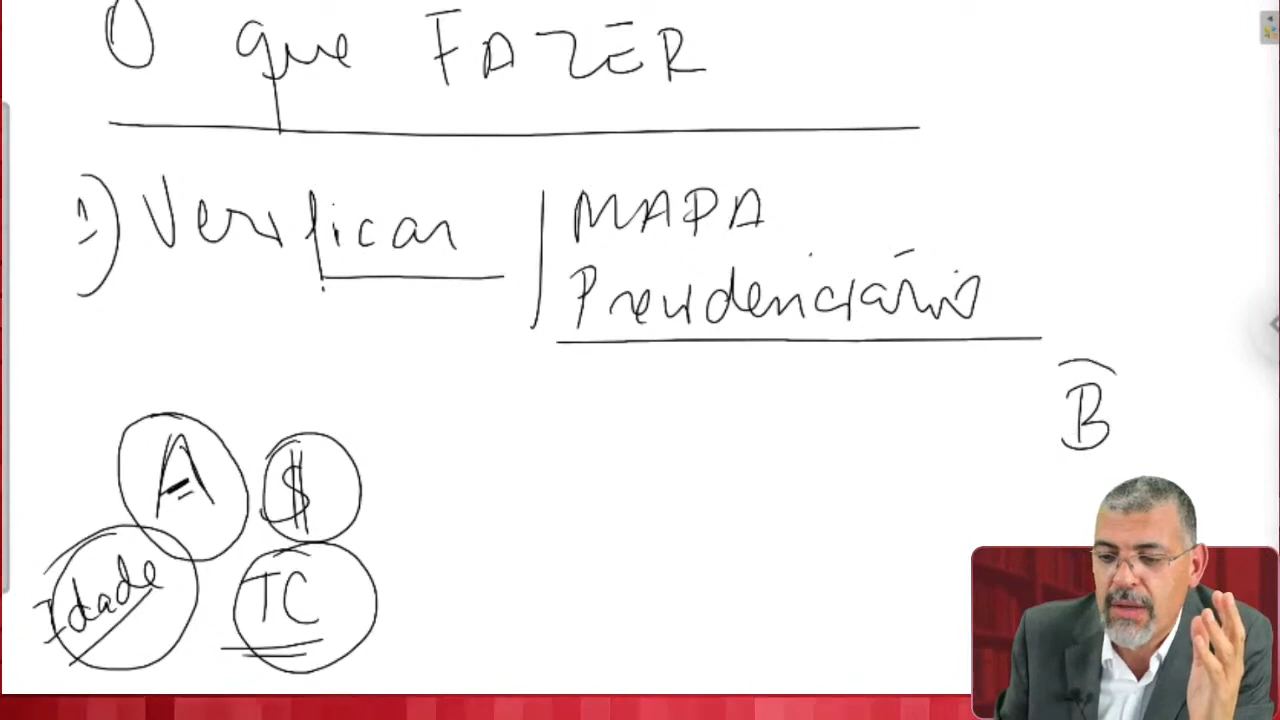 O que FAZER
1) Verificar MAPA
Previdenciário
B
A $
Idade TC